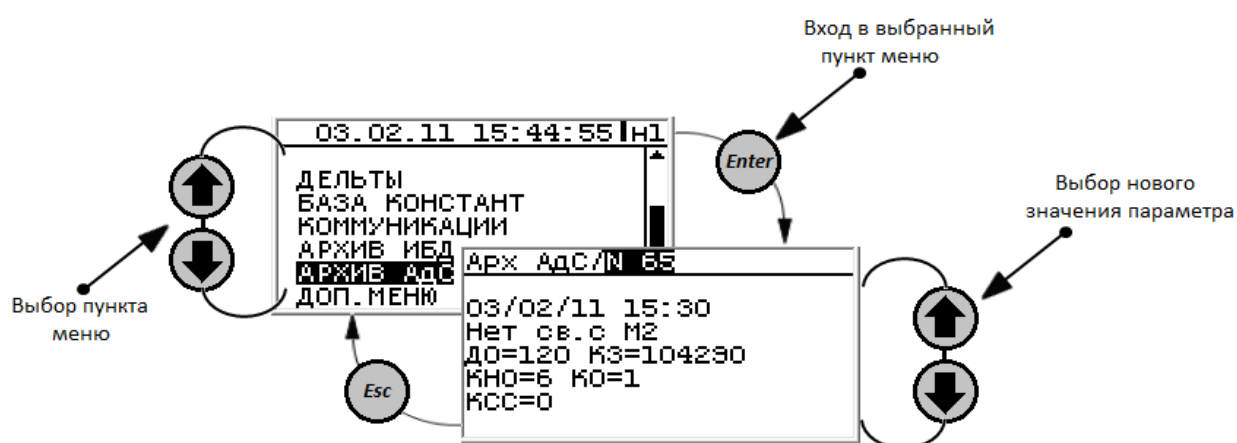 Вход в выбранный
пункт меню
03.02.11 15:44:55 н1
Enter
ДЕЛЬТЫ
БАЗА КОНСТАНТ
КОММУНИКАЦИИ
АРХИВ ИБД
АРХИВ АдС
ДОП.МЕНЮ
Выбор нового
значения параметра
Арх АдС/N 65
03/02/11 15:30
Нет св.с М2
ДО=120 КЗ=104290
КНО=6 КО=1
КСС=0
Выбор пункта
меню
Esc